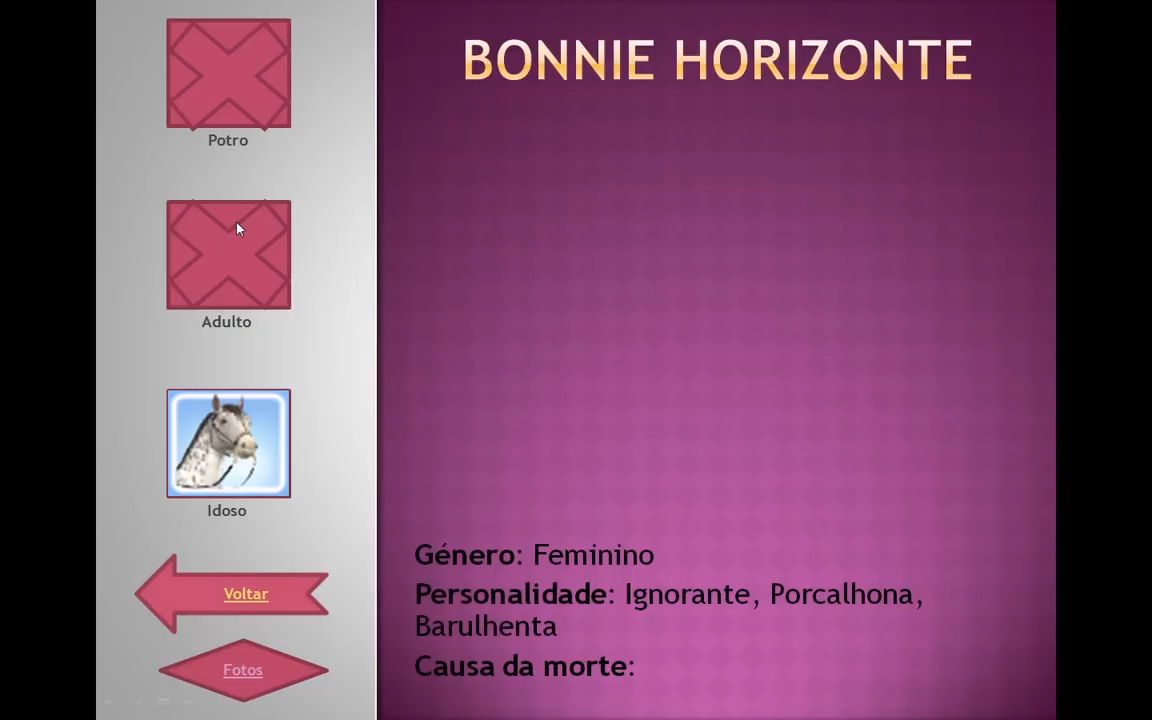 BONNIE HORIZONTE
Potro
Adulto
Idoso
Voltar
Fotos
Género: Feminino
Personalidade: Ignorante, Porcalhona,
Barulhenta
Causa da morte: